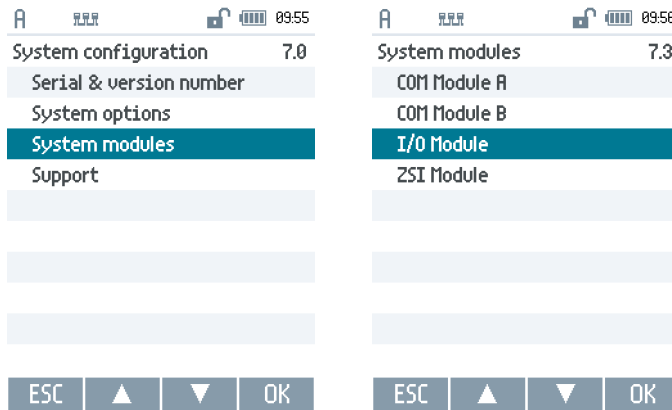 A 09:55
System configuration 7.0
Serial & version number
System options
System modules
Support
ESC OK
A 09:56
System modules 7.3
COM Module A
COM Module B
I/O Module
ZSI Module
ESC OK